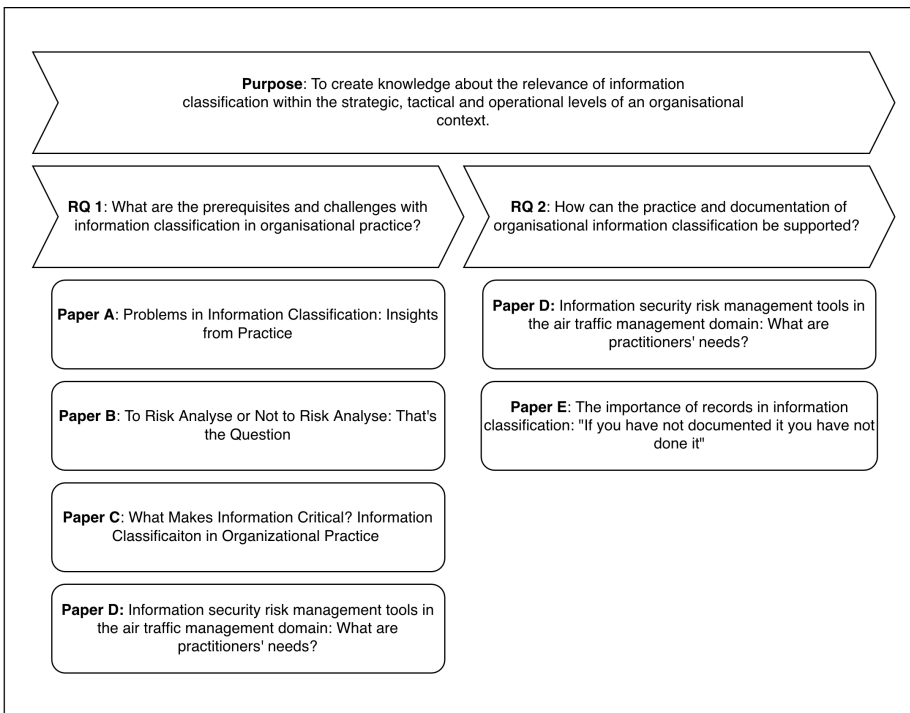 Purpose: To create knowledge about the relevance of information
classification within the strategic, tactical and operational levels of an organisational
context.
RQ 1: What are the prerequisites and challenges with
information classification in organisational practice?
RQ 2: How can the practice and documentation of
organisational information classification be supported?
Paper A: Problems in Information Classification: Insights
from Practice
Paper B: To Risk Analyse or Not to Risk Analyse: That's
the Question
Paper C: What Makes Information Critical? Information
Classificaiton in Organizational Practice
Paper D: Information security risk management tools in
the air traffic management domain: What are
practitioners' needs?
Paper D: Information security risk management tools in
the air traffic management domain: What are
practitioners' needs?
Paper E: The importance of records in information
classification: "If you have not documented it you have not
done it"